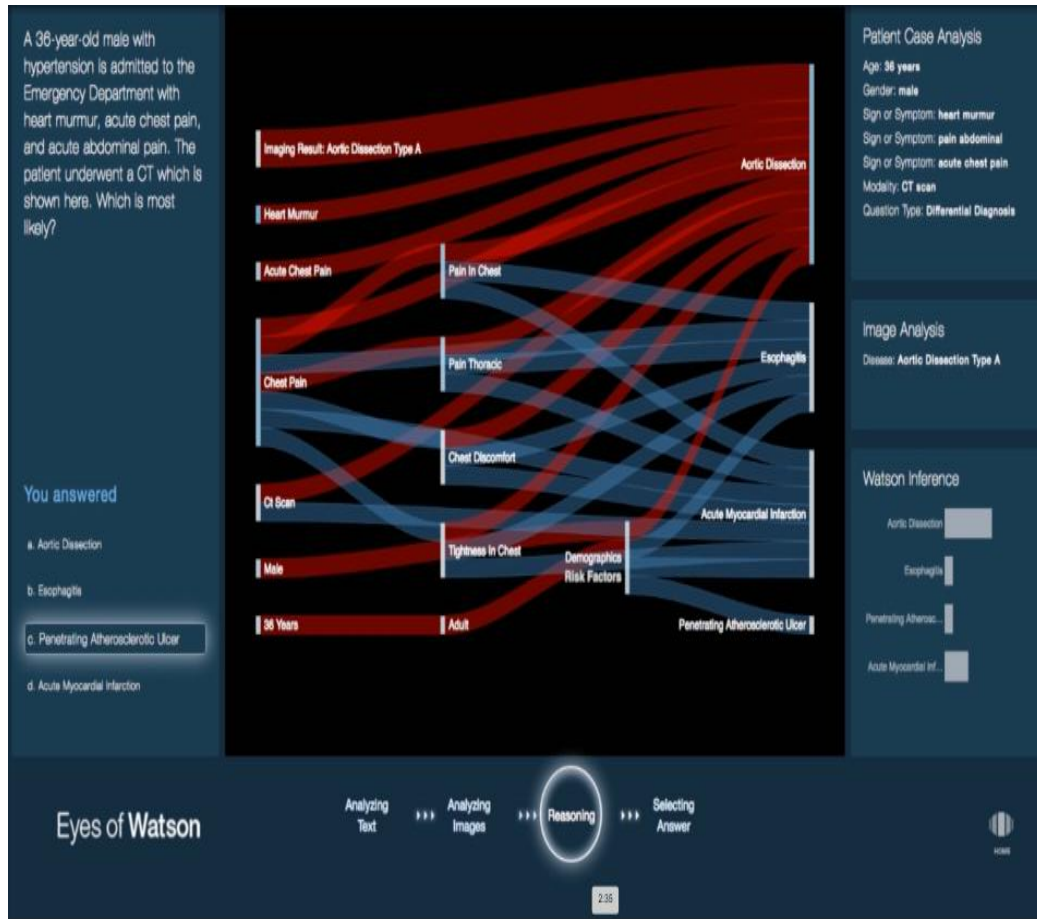 A 36-year-old male with
hypertension is admitted to the
Emergency Department with
heart murmur, acute chest pain,
and acute abdominal pain. The
patient underwent a CT which is
shown here. Which is most
likely?
You answered
a. Aortic Dissection
b. Esophagitis
c. Penetrating Atherosclerotic Ulcer
d. Acute Myocardial Infarction
Imaging Result: Aortic Dissection Type A
Heart Murmur
Acute Chest Pain
Chest Pain
Ct Scan
Male
36 Years
Pain In Chest
Pain Thoracic
Chest Discomfort
Tightness In Chest
Adult
Demographics
Risk Factors
Aortic Dissection
Esophagitis
Acute Myocardial Infarction
Penetrating Atherosclerotic Ulcer
Patient Case Analysis
Age: 36 years
Gender: male
Sign or Symptom: heart murmur
Sign or Symptom: pain abdominal
Sign or Symptom: acute chest pain
Modality: CT scan
Question Type: Differential Diagnosis
Image Analysis
Disease: Aortic Dissection Type A
Watson Inference
Aortic Dissection
Esophagitis
Penetrating Atherosc...
Acute Myocardial Inf...
Eyes of Watson
Analyzing
Text
Analyzing
Images
Reasoning
Selecting
Answer
HOME
2:35